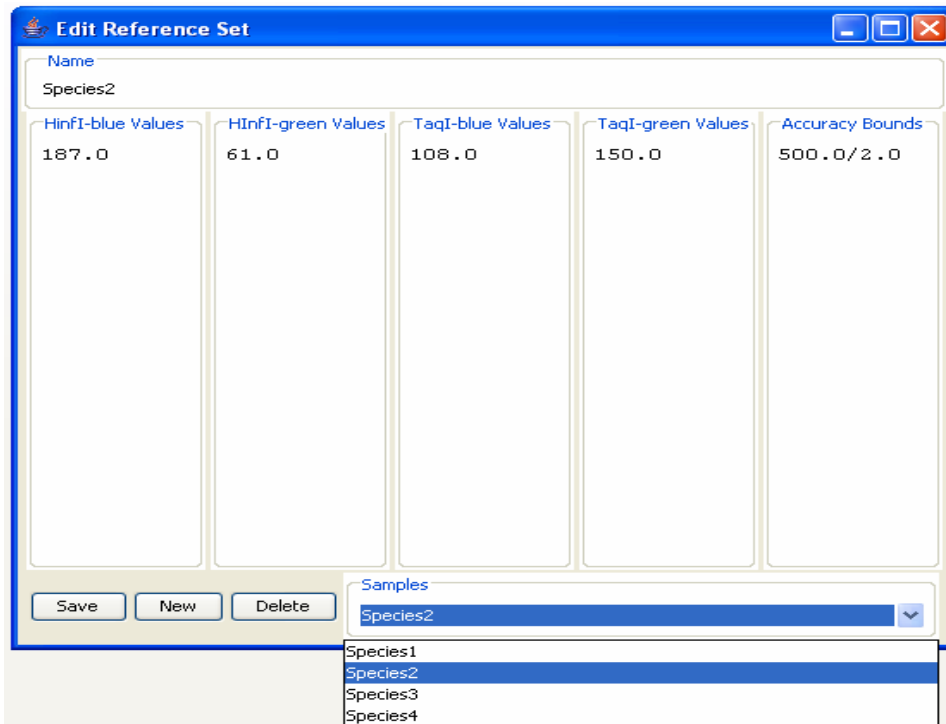 Edit Reference Set
Name
Species2
HinfI-blue Values
HInfI-green Values
TaqI-blue Values
TaqI-green Values
Accuracy Bounds
187.0
61.0
108.0
150.0
500.0/2.0
Save
New
Delete
Samples
Species2
Species1
Species2
Species3
Species4